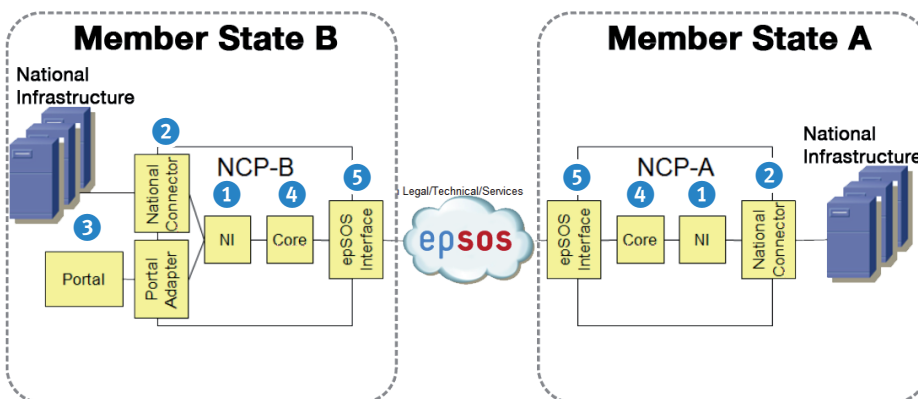 Member State B
National
Infrastructure
2
NCP-B
5
National
Connector
1
4
3
Portal
Portal
Adapter
NI
Core
epSOS
Interface
Legal/Technical/Services
epsos
Member State A
National
Infrastructure
5
NCP-A
2
4
1
epSOS
Interface
Core
NI
National
Connector